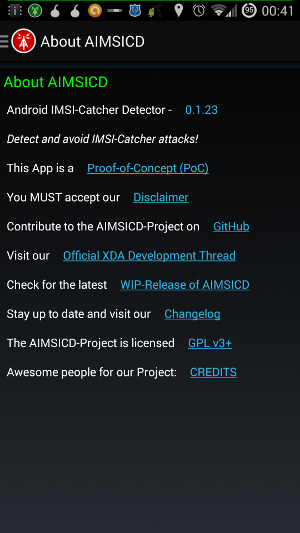 95 00:41
About AIMSICD
About AIMSICD
Android IMSI-Catcher Detector - 0.1.23
Detect and avoid IMSI-Catcher attacks!
This App is a Proof-of-Concept (PoC)
You MUST accept our Disclaimer
Contribute to the AIMSICD-Project on GitHub
Visit our Official XDA Development Thread
Check for the latest WIP-Release of AIMSICD
Stay up to date and visit our Changelog
The AIMSICD-Project is licensed GPL v3+
Awesome people for our Project: CREDITS